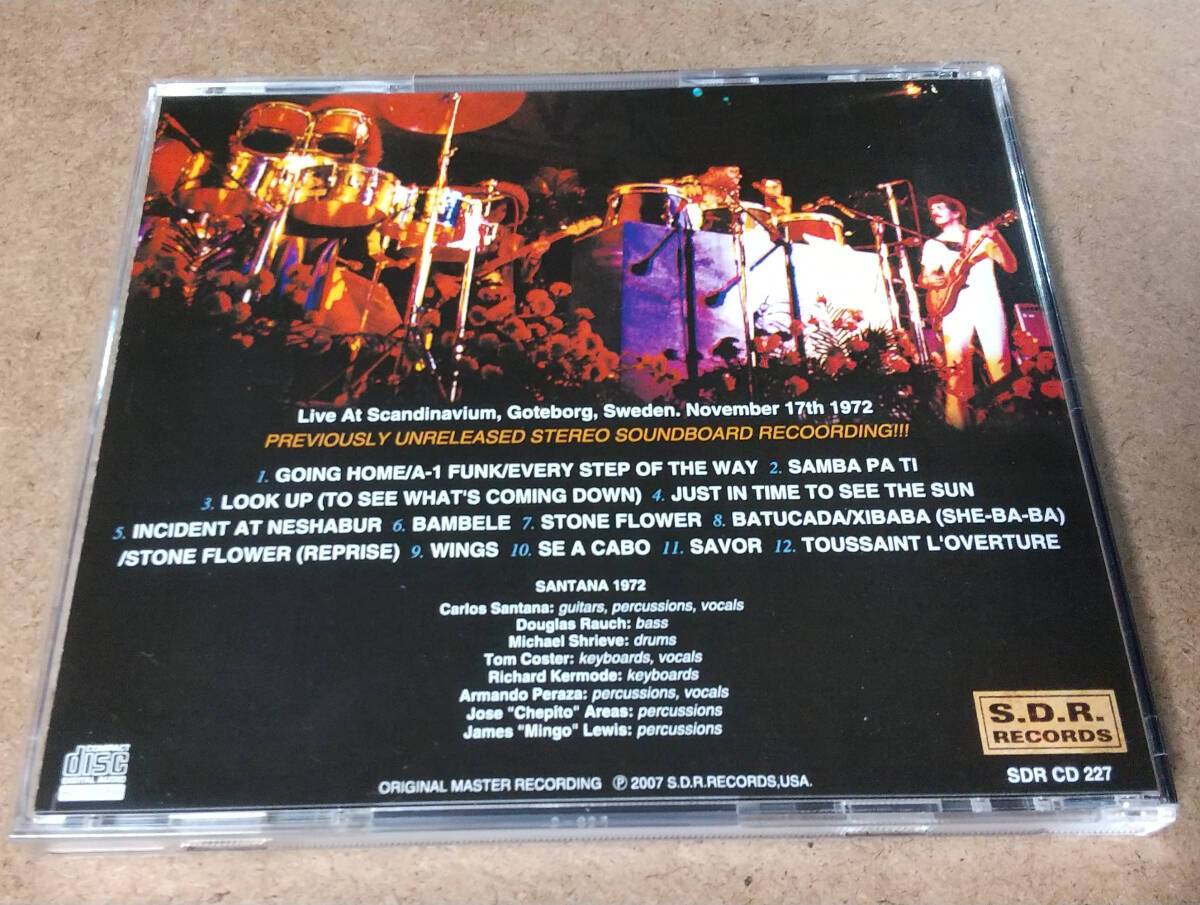 Live At Scandinavium, Goteborg, Sweden. November 17th 1972
PREVIOUSLY UNRELEASED STEREO SOUNDBOARD RECOORDING!!!
1. GOING HOME/A-1 FUNK/EVERY STEP OF THE WAY 2. SAMBA PA TI
3. LOOK UP (TO SEE WHAT'S COMING DOWN) 4. JUST IN TIME TO SEE THE SUN
5. INCIDENT AT NESHABUR 6. BAMBELE 7. STONE FLOWER 8. BATUCADA/XIBABA (SHE-BA-BA)
/STONE FLOWER (REPRISE) 9. WINGS 10. SE A CABO 11. SAVOR 12. TOUSSAINT L'OVERTURE
SANTANA 1972
Carlos Santana: guitars, percussions, vocals
Douglas Rauch: bass
Michael Shrieve: drums
Tom Coster: keyboards, vocals
Richard Kermode: keyboards
Armando Peraza: percussions, vocals
Jose "Chepito" Areas: percussions
James "Mingo" Lewis: percussions
S.D.R.
RECORDS
SDR CD 227
COMPACT
disc
DIGITAL AUDIO
ORIGINAL MASTER RECORDING ℗ 2007 S.D.R.RECORDS,USA.